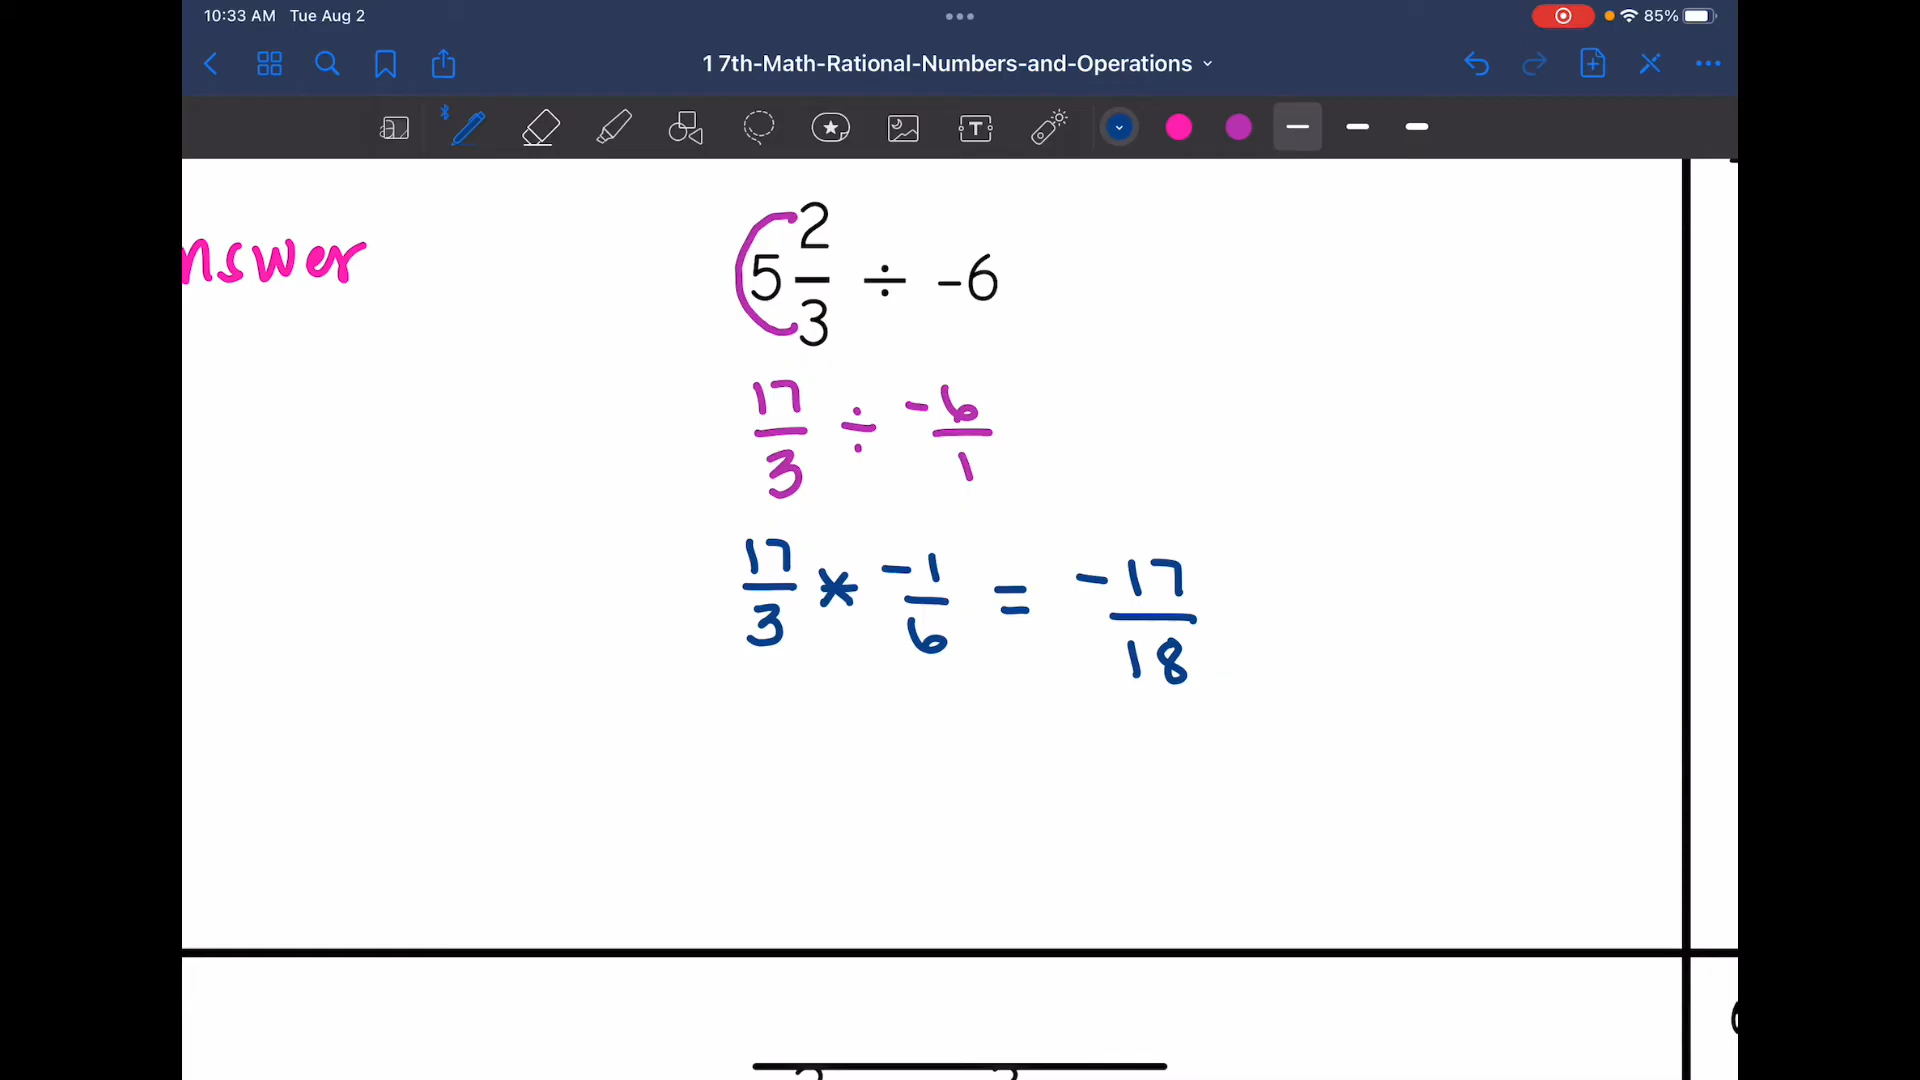 10:33 AM Tue Aug 2
85%
1 7th-Math-Rational-Numbers-and-Operations
T
nswer
5 2/3 ÷ -6
17/3 ÷ -6/1
17/3 * -1/6 = -17/18